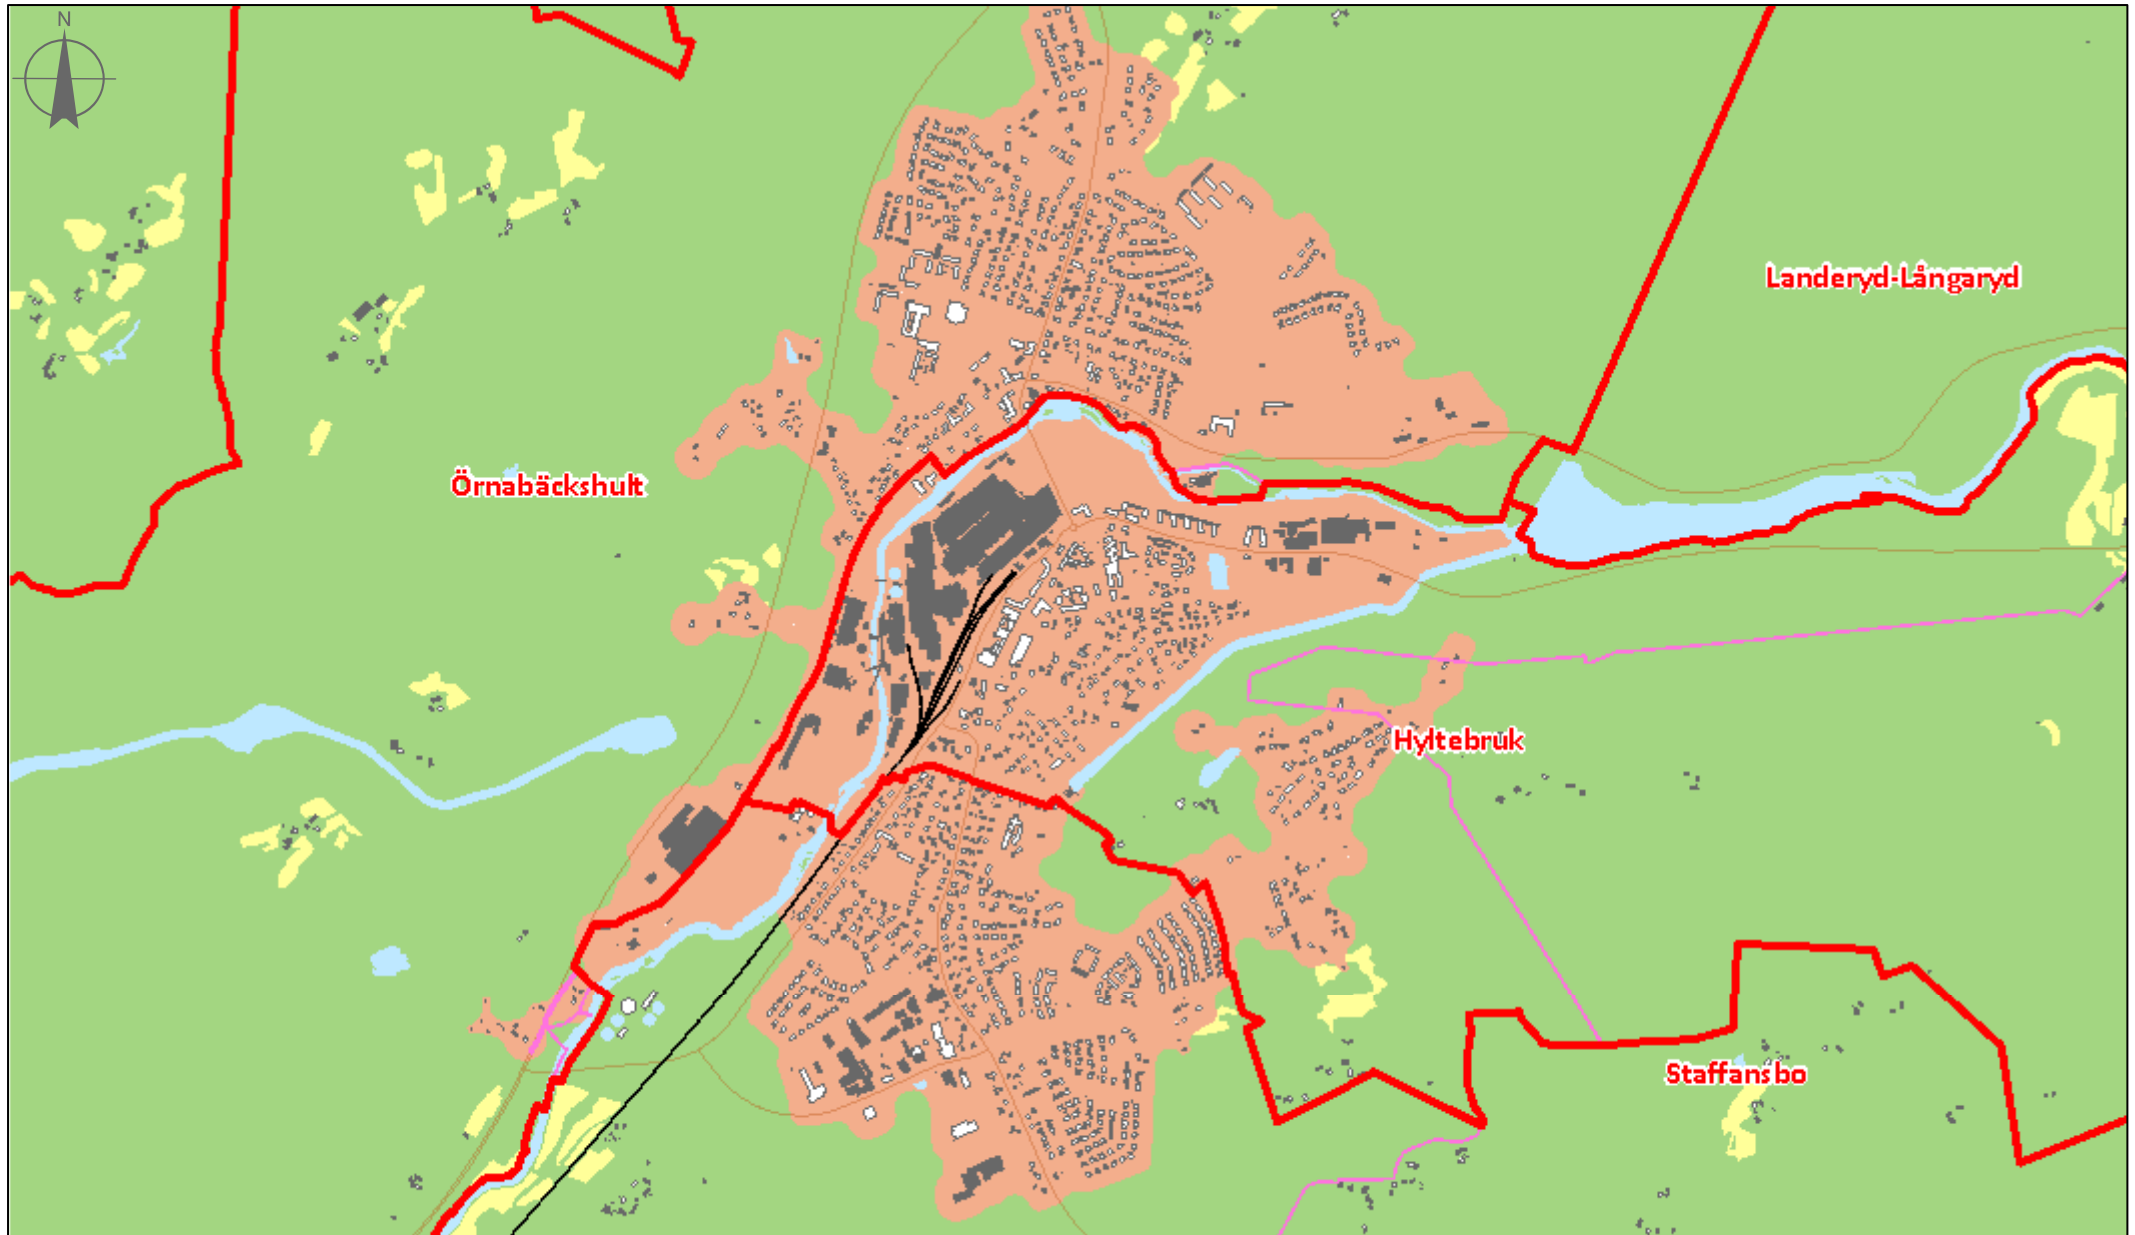 N
Landeryd-Långaryd
Örnabäckshult
Hyltebruk
Staffansbo